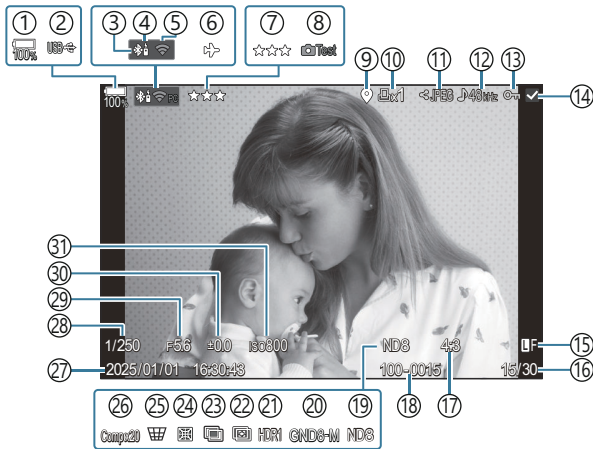 ① ② ③ ④ ⑤ ⑥ ⑦ ⑧
100% USB Test
⑨ ⑩ ⑪ ⑫ ⑬
100% PC x1 JPEG 48kHz
⑭
㉛
㉚
㉙
㉘
1/250 F5.6 ±0.0 ISO800 ND8 4:3 LF ⑮
㉗ 2025/01/01 16:30:43 100-0015 15/30 ⑯
㉖ ㉕ ㉔ ㉓ ㉒ ㉑ ⑳ ⑲ ⑱ ⑰
Comp:20 HDR1 GND8-M ND8